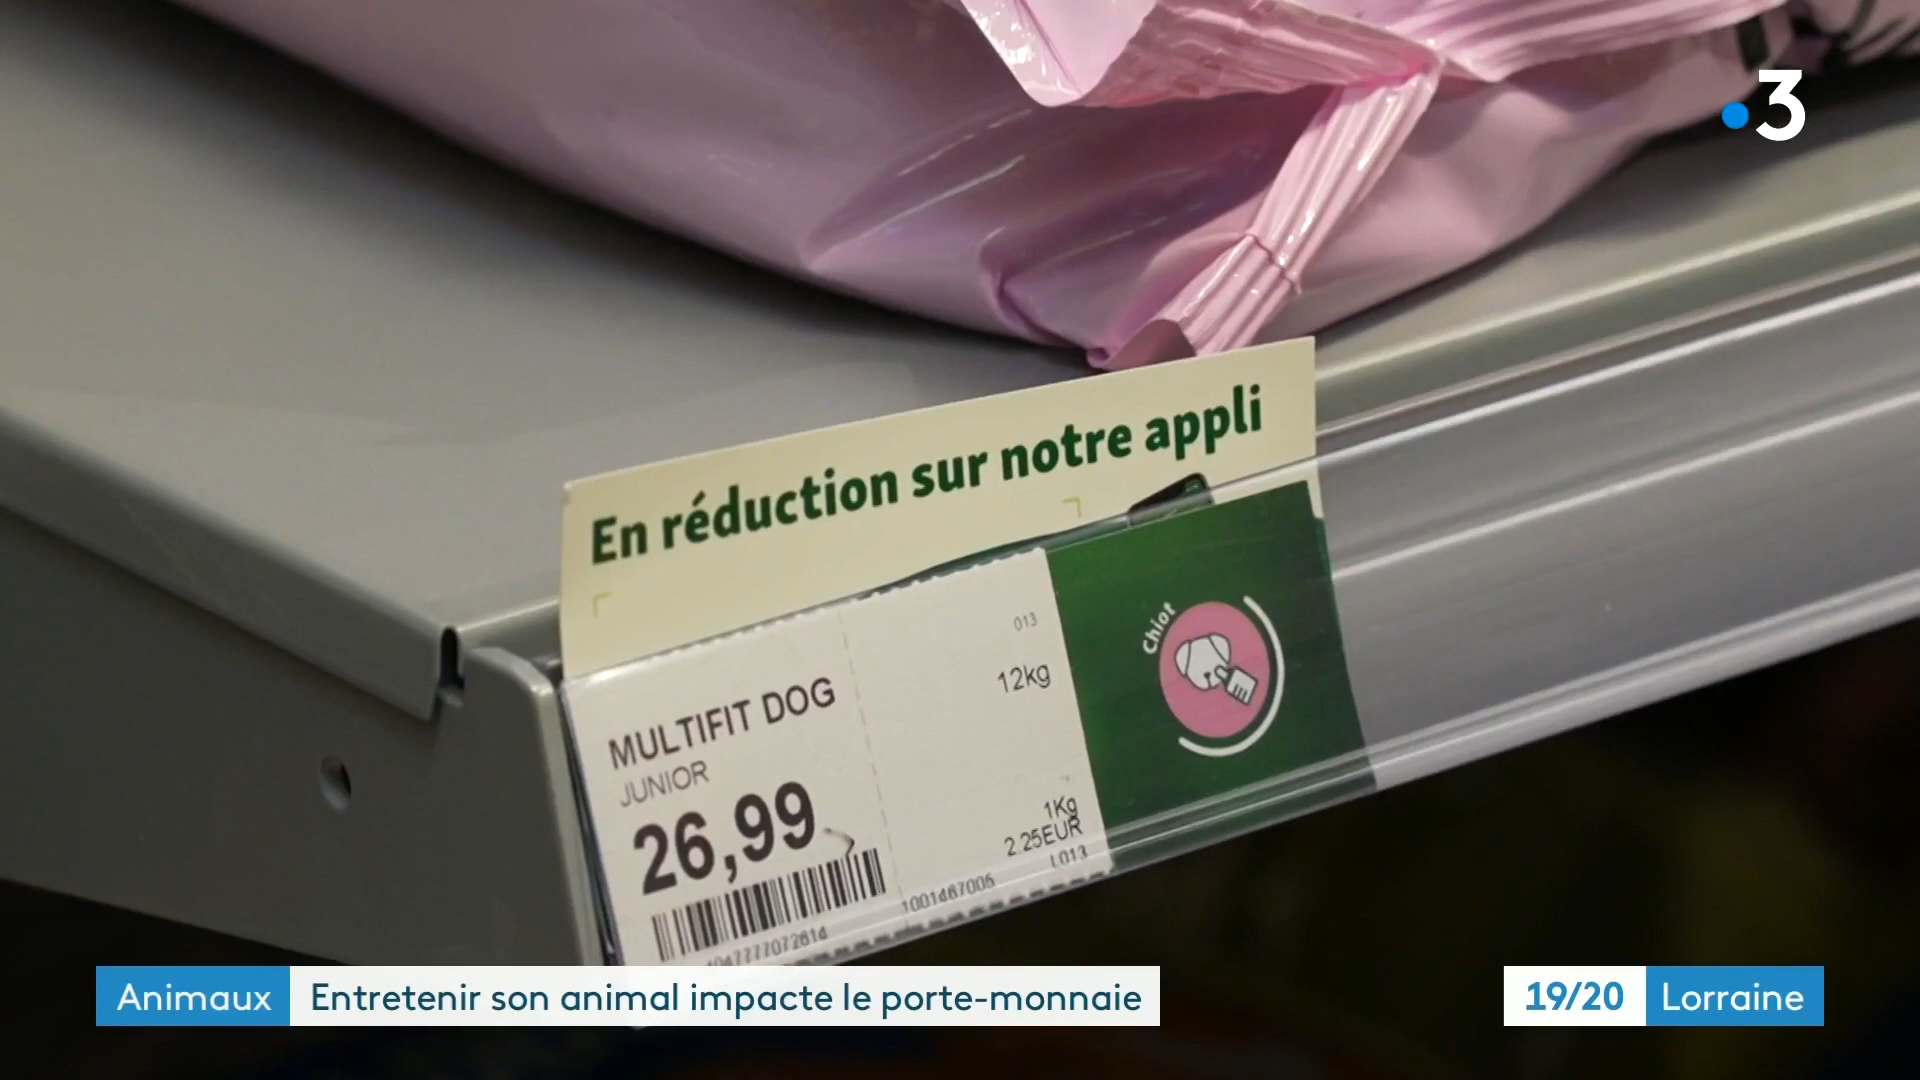 3
En réduction sur notre appli
013
12kg
Chiot
MULTIFIT DOG
JUNIOR
26,99
1Kg
2.25EUR
L013
1001467006
Animaux
Entretenir son animal impacte le porte-monnaie
19/20
Lorraine